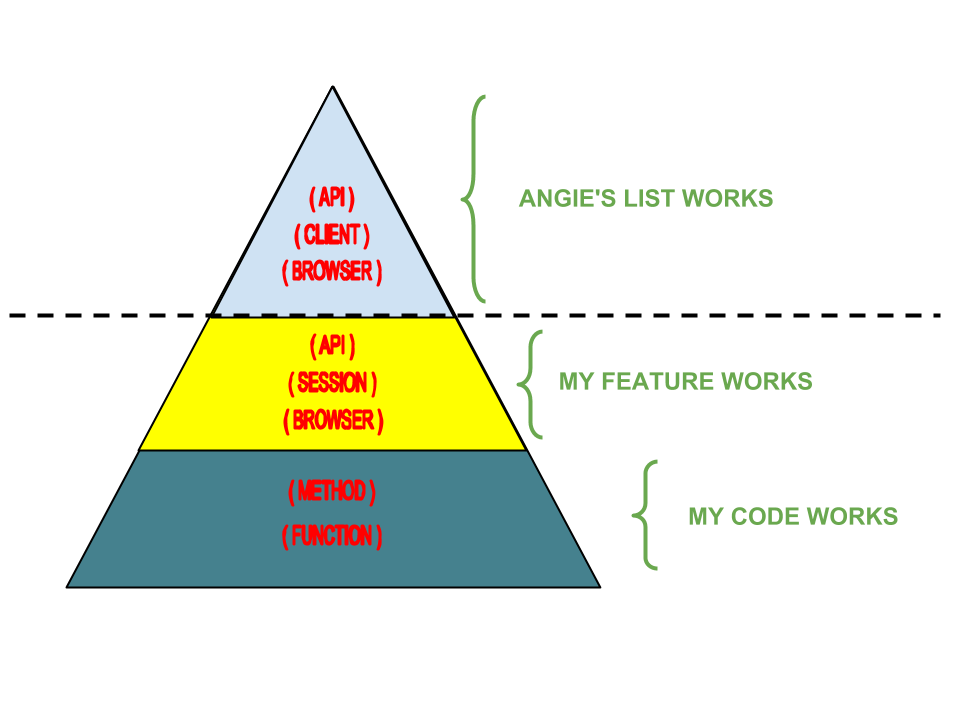 ( API )
( CLIENT )
( BROWSER )
ANGIE'S LIST WORKS
( API )
( SESSION )
( BROWSER )
MY FEATURE WORKS
( METHOD )
( FUNCTION )
MY CODE WORKS